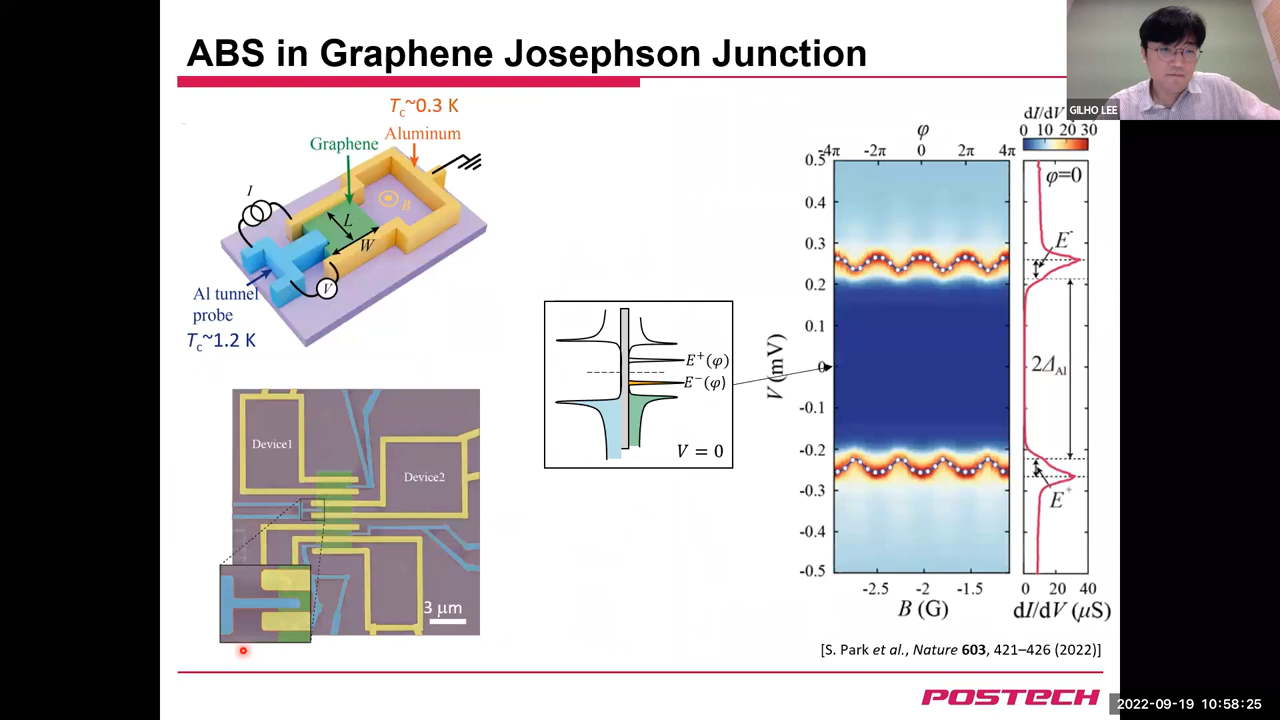 ABS in Graphene Josephson Junction
GILHO LEE
Tc~0.3 K
Aluminum
Graphene
I
L
W
B
V
Al tunnel
probe
Tc~1.2 K
Device1
Device2
3 μm
E⁺(φ)
E⁻(φ)
V = 0
φ
-4π -2π 0 2π 4π
0.5
0.4
0.3
0.2
0.1
0
-0.1
-0.2
-0.3
-0.4
-0.5
V (mV)
-2.5 -2 -1.5
B (G)
dI/dV
0 10 20 30
φ=0
E⁻
2ΔAl
E⁺
0 20 40
dI/dV (μS)
[S. Park et al., Nature 603, 421–426 (2022)]
POSTECH
2022-09-19 10:58:25